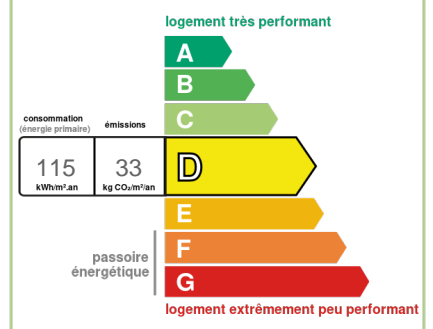 logement très performant
A
B
C
consommation
(énergie primaire)
émissions
115
kWh/m².an
33
kg CO₂/m²/an
D
E
passoire
énergétique
F
G
logement extrêmement peu performant